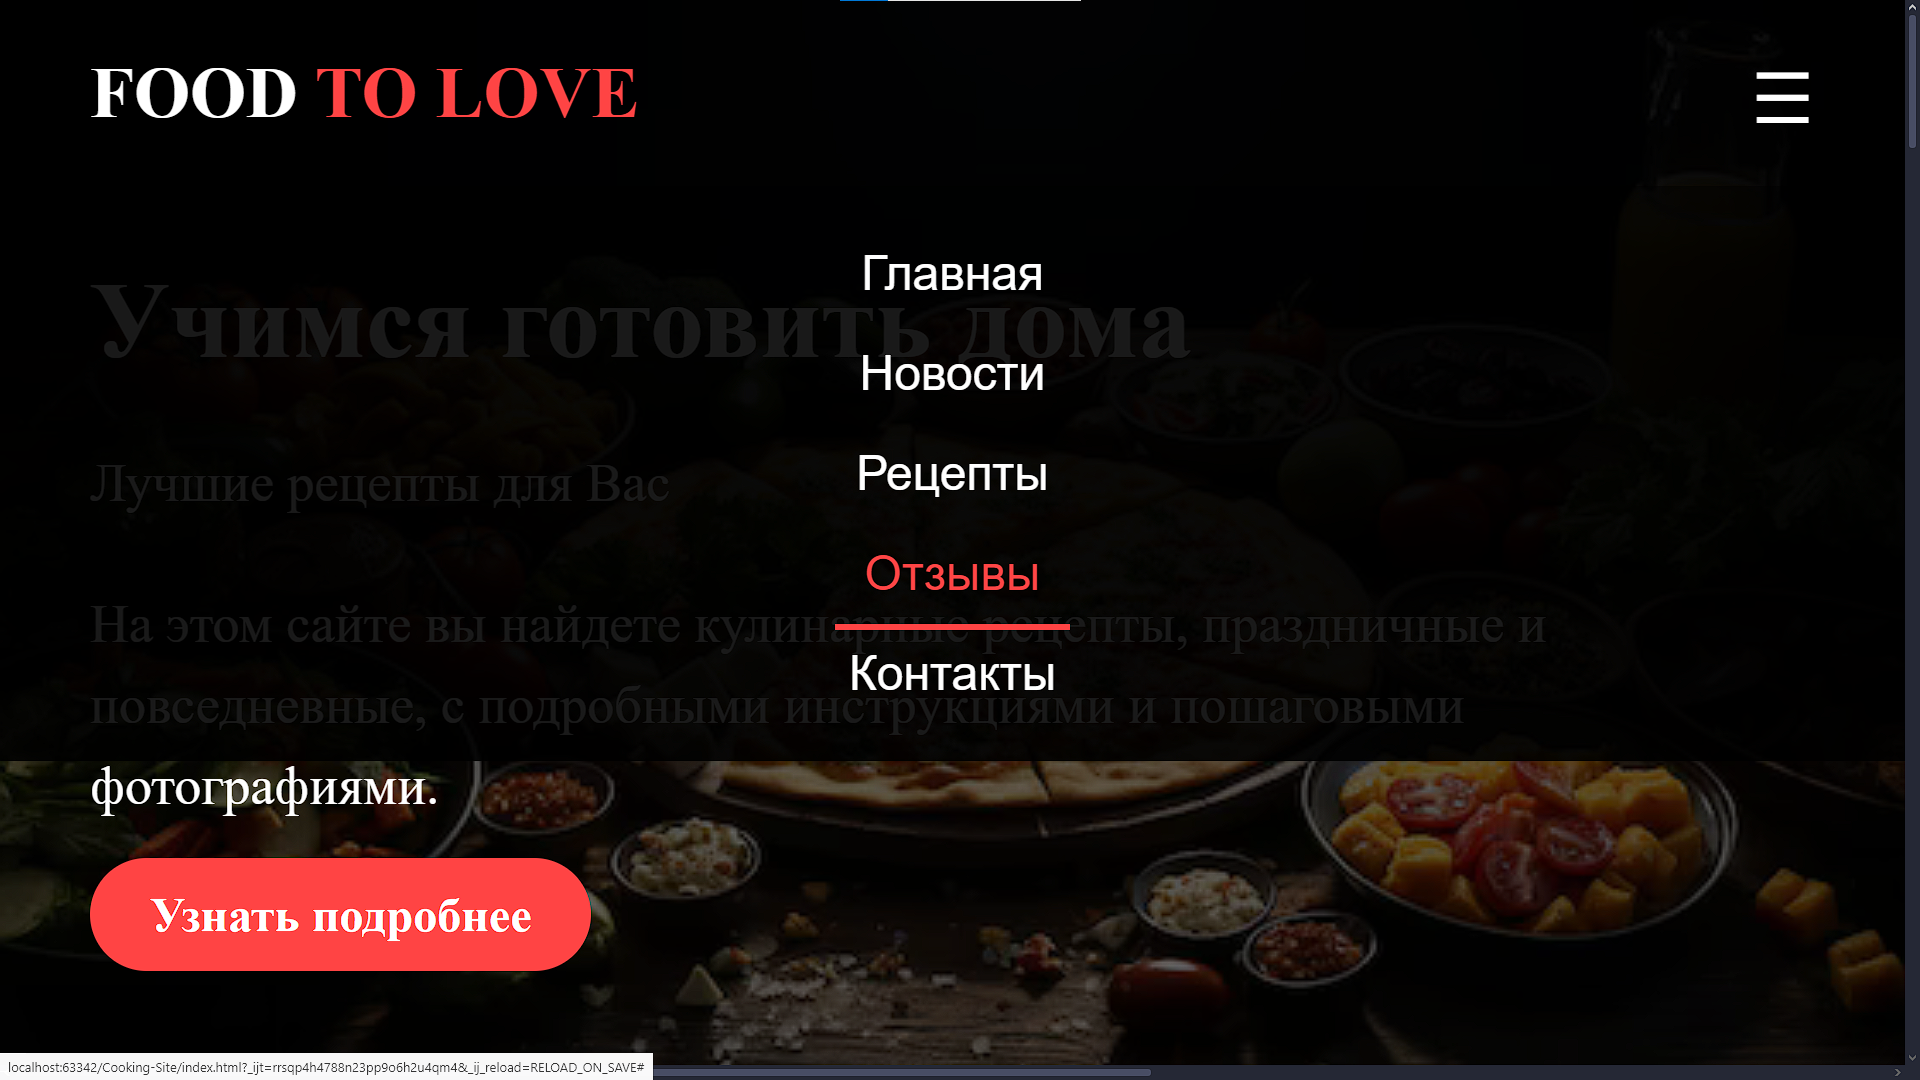 FOOD TO LOVE
☰
Главная
Учимся готовить дома
Новости
Рецепты
Лучшие рецепты для Вас
Отзывы
На этом сайте вы найдете кулинарные рецепты, праздничные и
Контакты
повседневные, с подробными инструкциями и пошаговыми
фотографиями.
Узнать подробнее
localhost:63342/Cooking-Site/index.html?_ijt=rrsqp4h4788n23pp9o6h2u4qm4&_ij_reload=RELOAD_ON_SAVE#